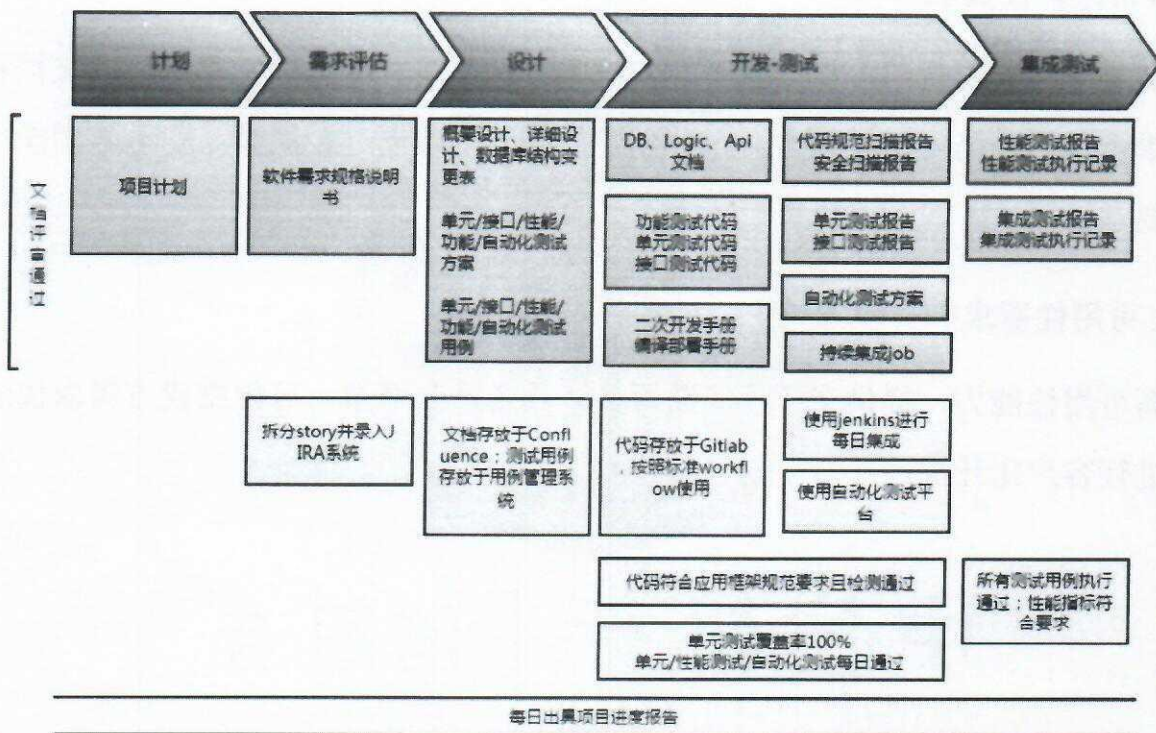 计划
需求评估
设计
开发-测试
集成测试
文档评审通过
项目计划
软件需求规格说明
书
概要设计、详细设
计、数据库结构变
更表
单元/接口/性能/
功能/自动化测试
方案
单元/接口/性能/
功能/自动化测试
用例
DB、Logic、Api
文档
功能测试代码
单元测试代码
接口测试代码
二次开发手册
编译部署手册
代码规范扫描报告
安全扫描报告
单元测试报告
接口测试报告
自动化测试方案
持续集成job
性能测试报告
性能测试执行记录
集成测试报告
集成测试执行记录
拆分story并录入J
IRA系统
文档存放于Confl
uence；测试用例
存放于用例管理系
统
代码存放于Gitlab
，按照标准workfl
ow使用
使用jenkins进行
每日集成
使用自动化测试平
台
代码符合应用框架规范要求且检测通过
单元测试覆盖率100%
单元/性能测试/自动化测试每日通过
所有测试用例执行
通过；性能指标符
合要求
每日出具项目进度报告